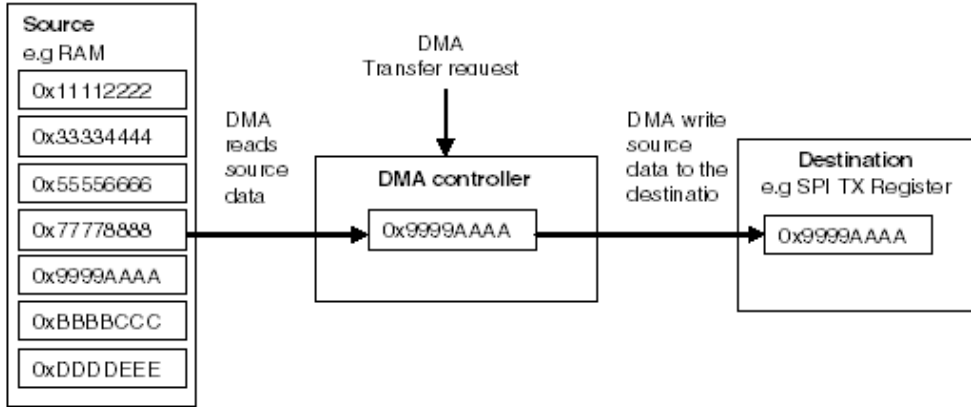 Source
e.g RAM
0x11112222
0x33334444
0x55556666
0x77778888
0x9999AAAA
0xBBBBCCC
0xDDDDEEE
DMA
reads
source
data
DMA
Transfer request
DMA controller
0x9999AAAA
DMA write
source
data to the
destinatio
Destination
e.g SPI TX Register
0x9999AAAA